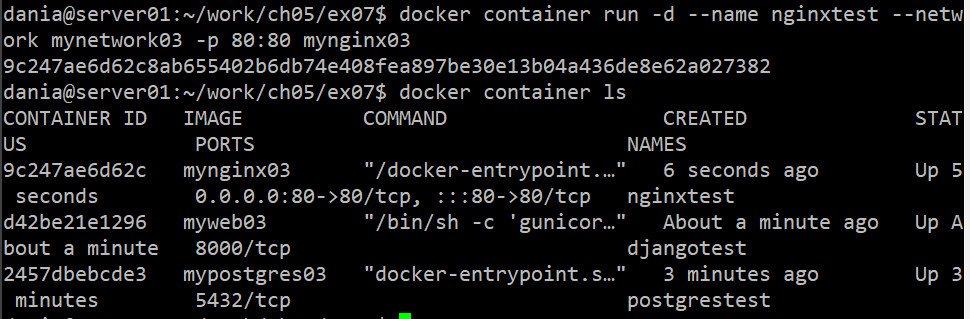 dania@server01:~/work/ch05/ex07$ docker container run -d --name nginxtest --netw
ork mynetwork03 -p 80:80 mynginx03
9c247ae6d62c8ab655402b6db74e408fea897be30e13b04a436de8e62a027382
dania@server01:~/work/ch05/ex07$ docker container ls
CONTAINER ID   IMAGE          COMMAND                  CREATED              STAT
US              PORTS                               NAMES
9c247ae6d62c   mynginx03      "/docker-entrypoint.…"   6 seconds ago        Up 5
 seconds        0.0.0.0:80->80/tcp, :::80->80/tcp   nginxtest
d42be21e1296   myweb03        "/bin/sh -c 'gunicor…"   About a minute ago   Up A
bout a minute   8000/tcp                            djangotest
2457dbebcde3   mypostgres03   "docker-entrypoint.s…"   3 minutes ago        Up 3
 minutes        5432/tcp                            postgrestest